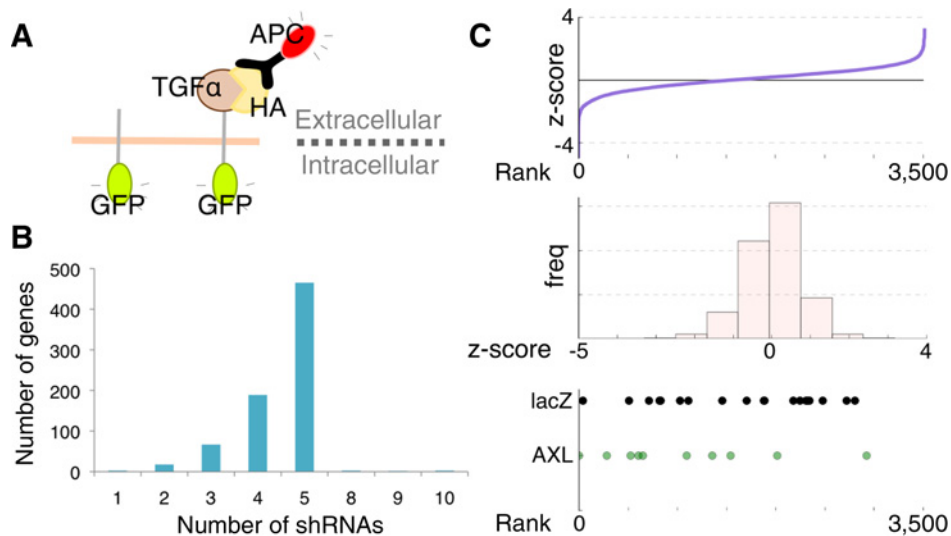 A
APC
TGFα
HA
Extracellular
Intracellular
GFP
GFP
B
Number of genes
500
400
300
200
100
0
1 2 3 4 5 8 9 10
Number of shRNAs
C
z-score
4
-4
Rank 0 3,500
freq
z-score -5 0 4
lacZ
AXL
Rank 0 3,500